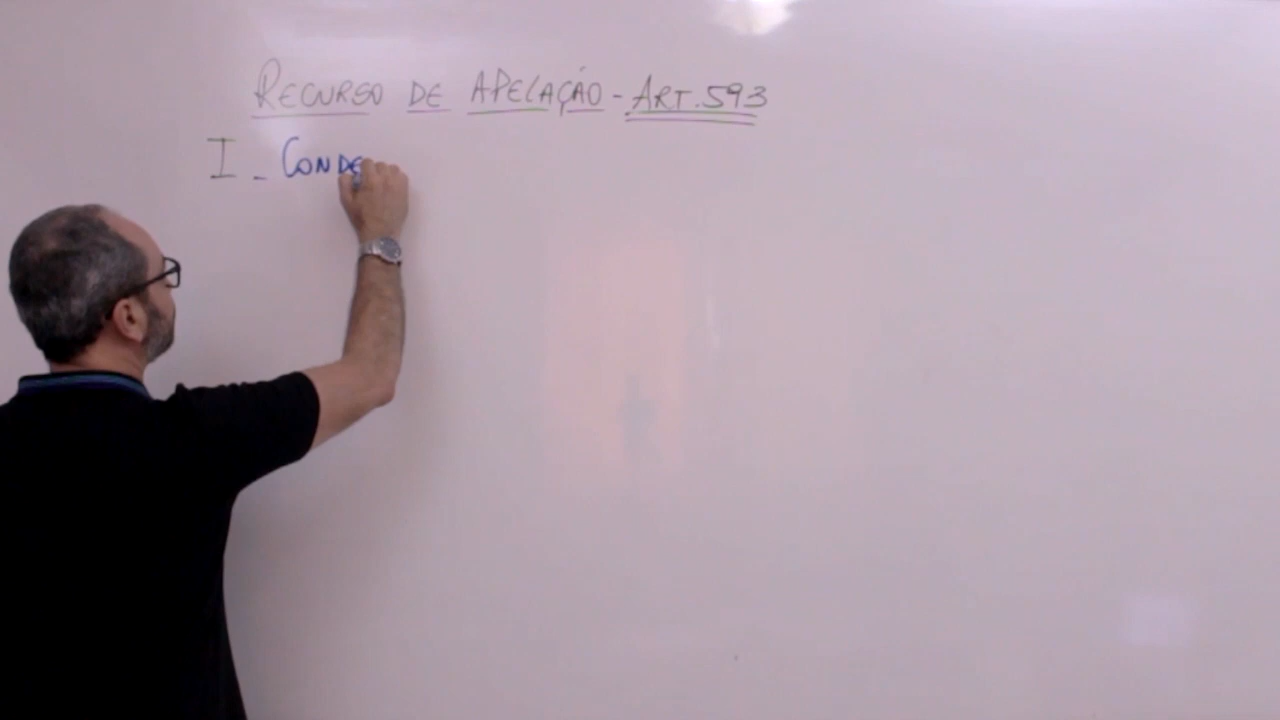 RECURSO DE APELAÇÃO - ART. 593
I - CONDE